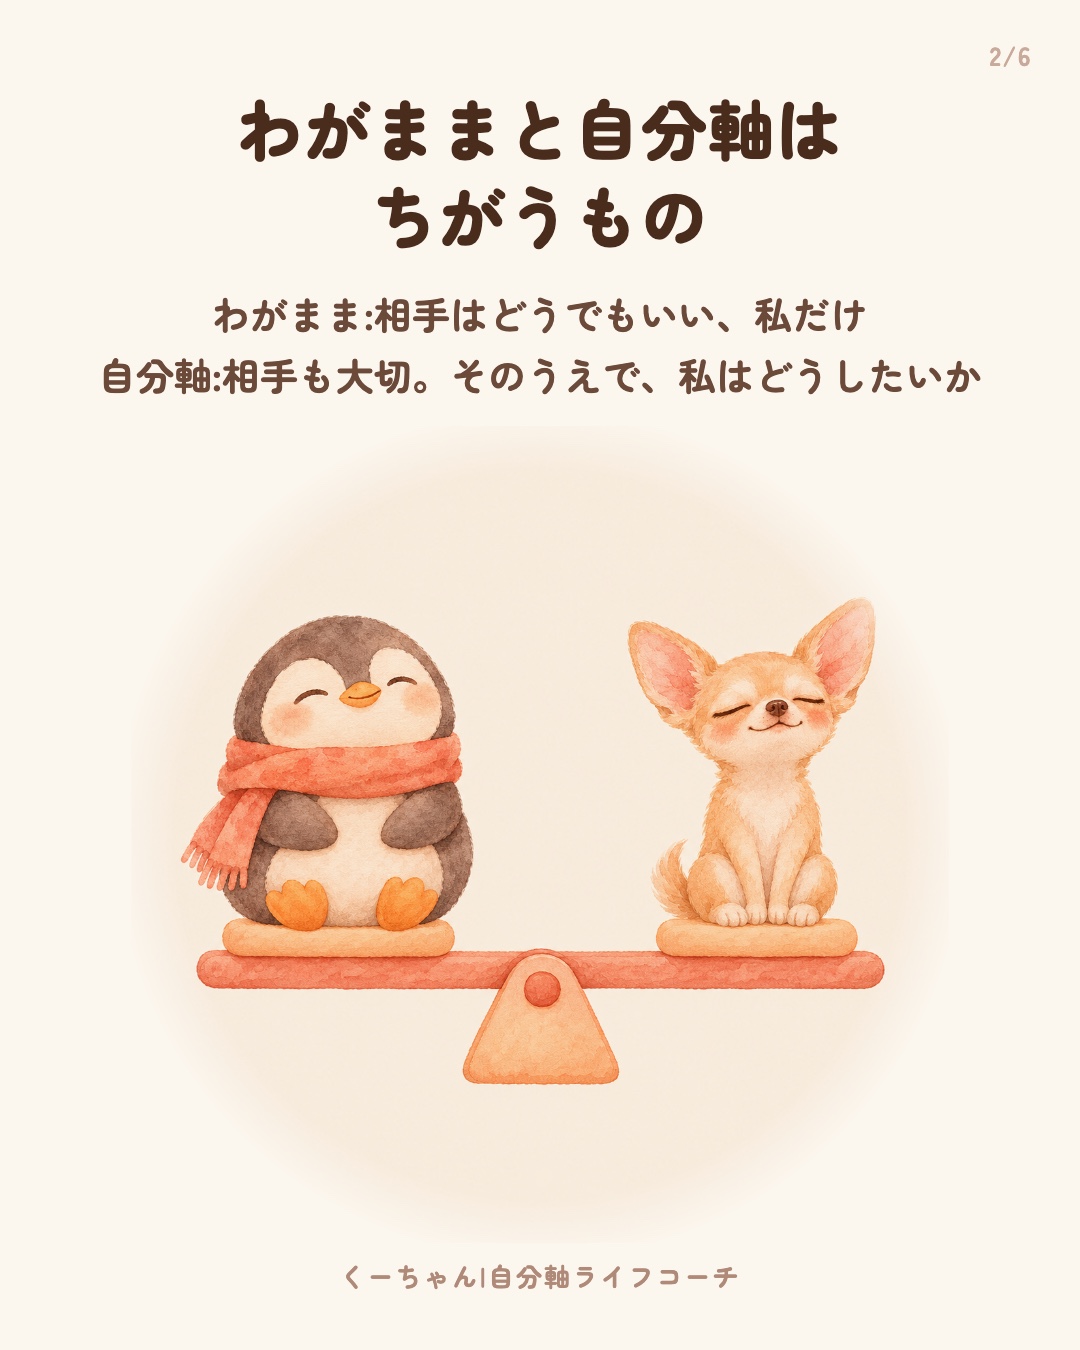 2/6
わがままと自分軸は
ちがうもの
わがまま:相手はどうでもいい、私だけ
自分軸:相手も大切。そのうえで、私はどうしたいか
くーちゃん|自分軸ライフコーチ